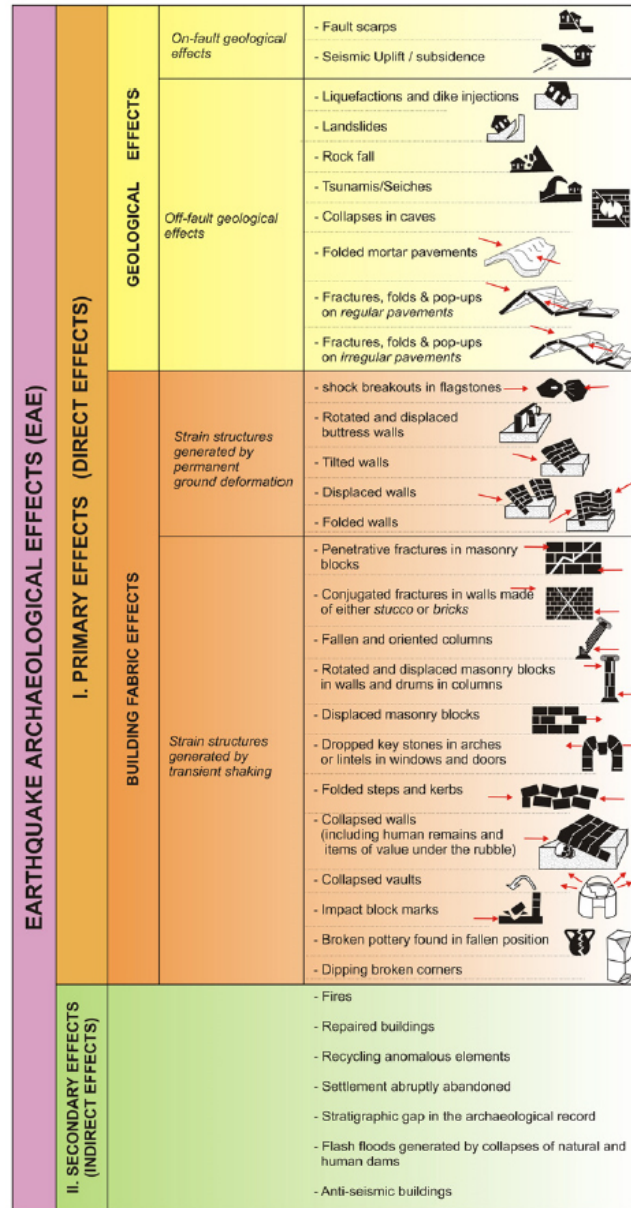 EARTHQUAKE ARCHAEOLOGICAL EFFECTS (EAE)
I. PRIMARY EFFECTS (DIRECT EFFECTS)
GEOLOGICAL EFFECTS
On-fault geological
effects
- Fault scarps
- Seismic Uplift / subsidence
Off-fault geological
effects
- Liquefactions and dike injections
- Landslides
- Rock fall
- Tsunamis/Seiches
- Collapses in caves
- Folded mortar pavements
- Fractures, folds & pop-ups
on regular pavements
- Fractures, folds & pop-ups
on irregular pavements
BUILDING FABRIC EFFECTS
Strain structures
generated by
permanent
ground deformation
- shock breakouts in flagstones
- Rotated and displaced
buttress walls
- Tilted walls
- Displaced walls
- Folded walls
Strain structures
generated by
transient shaking
- Penetrative fractures in masonry
blocks
- Conjugated fractures in walls made
of either stucco or bricks
- Fallen and oriented columns
- Rotated and displaced masonry blocks
in walls and drums in columns
- Displaced masonry blocks
- Dropped key stones in arches
or lintels in windows and doors
- Folded steps and kerbs
- Collapsed walls
(including human remains and
items of value under the rubble)
- Collapsed vaults
- Impact block marks
- Broken pottery found in fallen position
- Dipping broken corners
II. SECONDARY EFFECTS
(INDIRECT EFFECTS)
- Fires
- Repaired buildings
- Recycling anomalous elements
- Settlement abruptly abandoned
- Stratigraphic gap in the archaeological record
- Flash floods generated by collapses of natural and
human dams
- Anti-seismic buildings